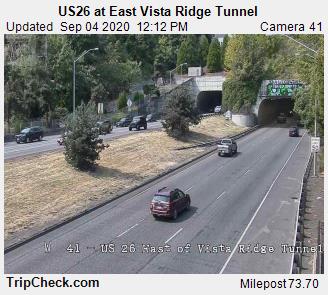 US26 at East Vista Ridge Tunnel
Updated Sep 04 2020 12:12 PM Camera 41
W 41 -- US 26 East of Vista Ridge Tunnel
TripCheck.com Milepost 73.70